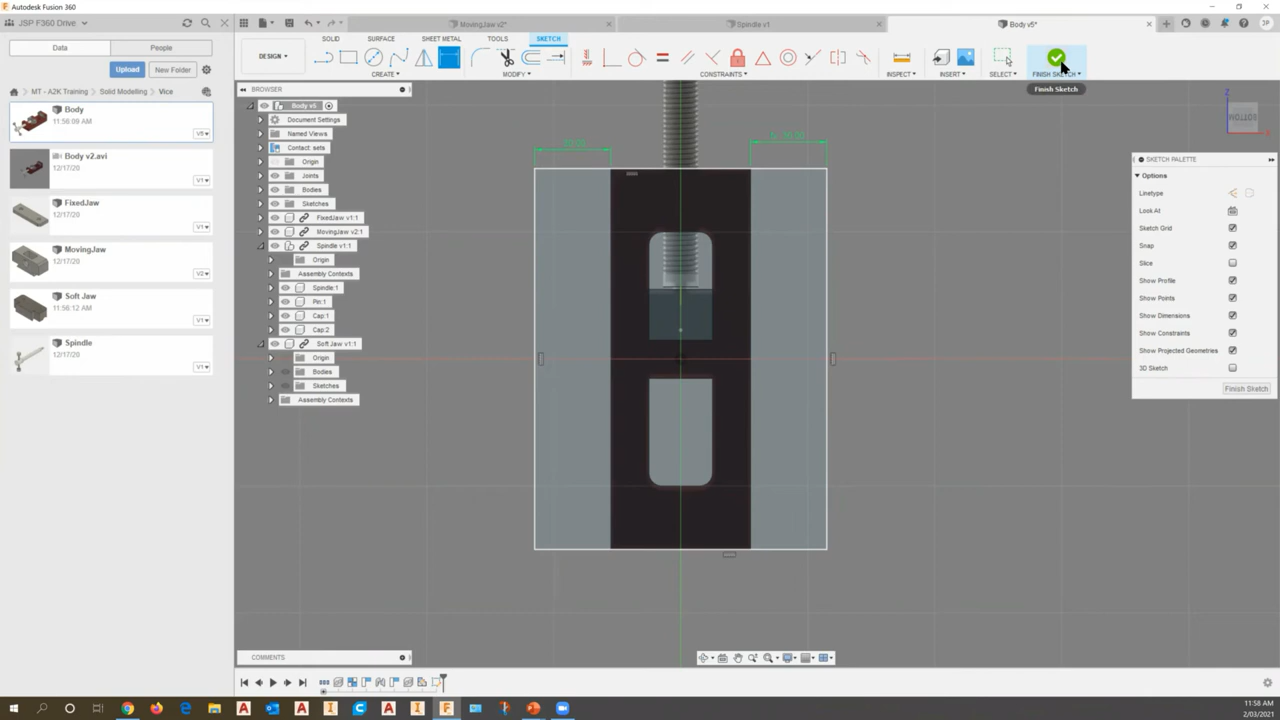 Autodesk Fusion 360
JSP F360 Drive
MovingJaw v2*
Spindle v1
Body v5*
JP
Data
People
Upload
New Folder
MT - A2K Training
Solid Modelling
Vice
Body
11:56:09 AM
Body v2.avi
12/17/20
V1
FixedJaw
12/17/20
V1
MovingJaw
12/17/20
V2
Soft Jaw
11:58:12 AM
V1
Spindle
12/17/20
V1
DESIGN
SOLID
SURFACE
SHEET METAL
TOOLS
SKETCH
CREATE
MODIFY
CONSTRAINTS
INSPECT
INSERT
SELECT
FINISH SKETCH
Finish Sketch
BROWSER
Body v5
Document Settings
Named Views
Contact: sets
Origin
Joints
Bodies
Sketches
FixedJaw v1:1
MovingJaw v2:1
Spindle v1:1
Origin
Assembly Contexts
Spindle:1
Pin:1
Cap:1
Cap:2
Soft Jaw v1:1
Origin
Bodies
Sketches
Assembly Contexts
Z
BOTTOM
X
SKETCH PALETTE
Options
Linetype
Look At
Sketch Grid
Snap
Slice
Show Profile
Show Points
Show Dimensions
Show Constraints
Show Projected Geometries
3D Sketch
Finish Sketch
COMMENTS
11:58 AM
2/03/2021